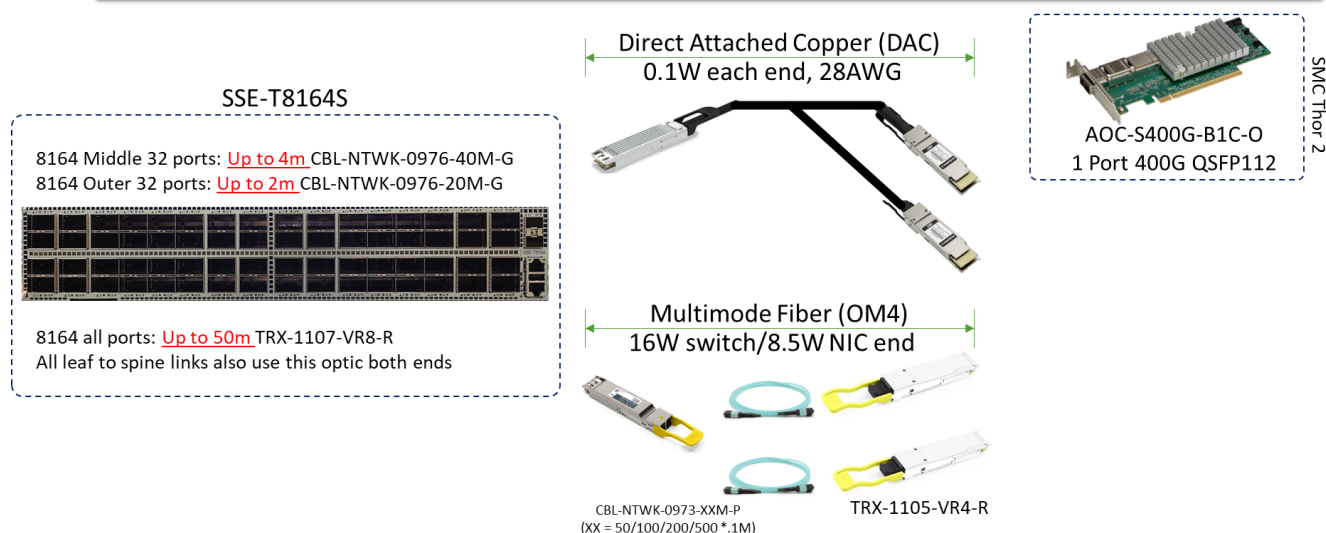 SSE-T8164S
8164 Middle 32 ports: Up to 4m CBL-NTWK-0976-40M-G
8164 Outer 32 ports: Up to 2m CBL-NTWK-0976-20M-G
8164 all ports: Up to 50m TRX-1107-VR8-R
All leaf to spine links also use this optic both ends
Direct Attached Copper (DAC)
0.1W each end, 28AWG
Multimode Fiber (OM4)
16W switch/8.5W NIC end
CBL-NTWK-0973-XXM-P
(XX = 50/100/200/500 *.1M)
TRX-1105-VR4-R
AOC-S400G-B1C-O
1 Port 400G QSFP112
SMC Thor 2